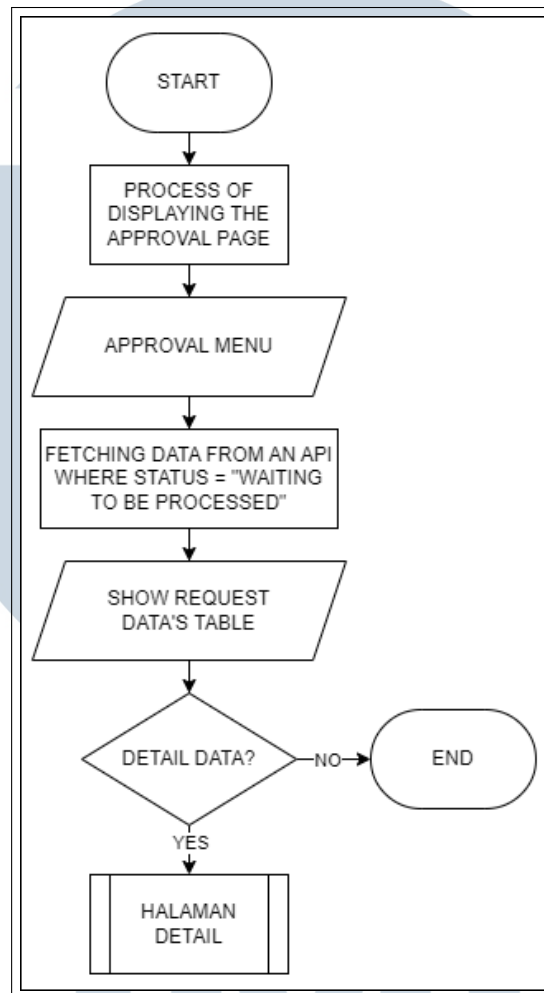 START
PROCESS OF
DISPLAYING THE
APPROVAL PAGE
APPROVAL MENU
FETCHING DATA FROM AN API
WHERE STATUS = "WAITING
TO BE PROCESSED"
SHOW REQUEST
DATA'S TABLE
DETAIL DATA?
NO
END
YES
HALAMAN
DETAIL